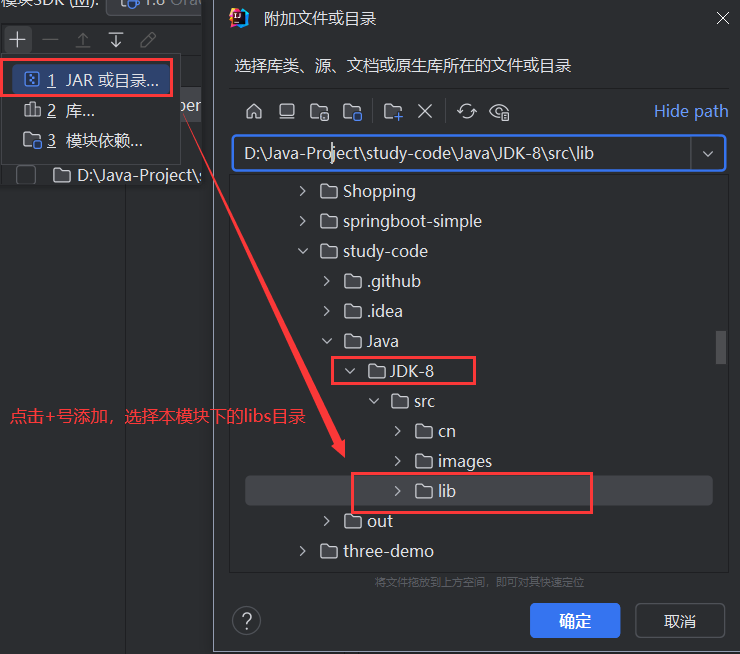 模块SDK (M):
1.8 Orac
1 JAR 或目录...
2 库...
3 模块依赖...
D:\Java-Project\s
点击+号添加，选择本模块下的libs目录
附加文件或目录
选择库类、源、文档或原生库所在的文件或目录
Hide path
D:\Java-Project\study-code\Java\JDK-8\src\lib
Shopping
springboot-simple
study-code
.github
.idea
Java
JDK-8
src
cn
images
lib
out
three-demo
将文件拖放到上方空间，即可对其快速定位
?
确定
取消